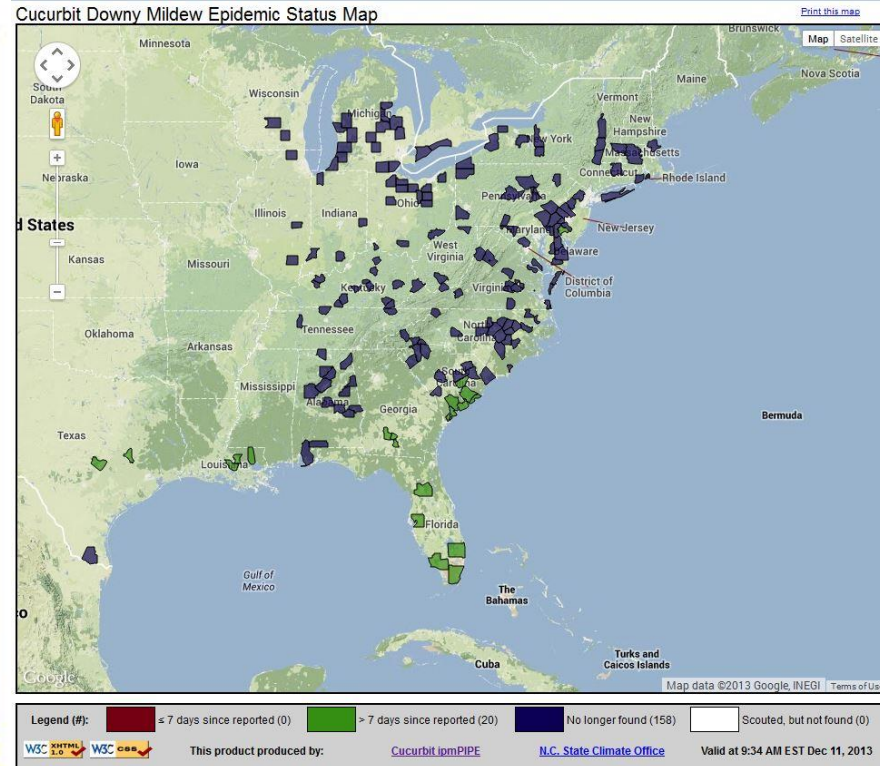 Cucurbit Downy Mildew Epidemic Status Map
Print this map
Brunswick
Map Satellite
Minnesota
Maine
Nova Scotia
South
Dakota
Wisconsin
Michigan
Vermont
New
Hampshire
New York
Massachusetts
Iowa
Nebraska
Connecticut
Rhode Island
Pennsylvania
Ohio
Illinois
Indiana
d States
Maryland
New Jersey
Kansas
Missouri
West
Virginia
Delaware
District of
Columbia
Kentucky
Virginia
Oklahoma
Tennessee
North
Carolina
Arkansas
Mississippi
South
Carolina
Alabama
Georgia
Bermuda
Texas
Louisiana
Florida
Gulf of
Mexico
The
Bahamas
o
Cuba
Turks and
Caicos Islands
Google
Map data ©2013 Google, INEGI
Terms of Us
Legend (#):
≤ 7 days since reported (0)
> 7 days since reported (20)
No longer found (158)
Scouted, but not found (0)
W3C XHTML 1.0
W3C CSS
This product produced by:
Cucurbit ipmPIPE
N.C. State Climate Office
Valid at 9:34 AM EST Dec 11, 2013